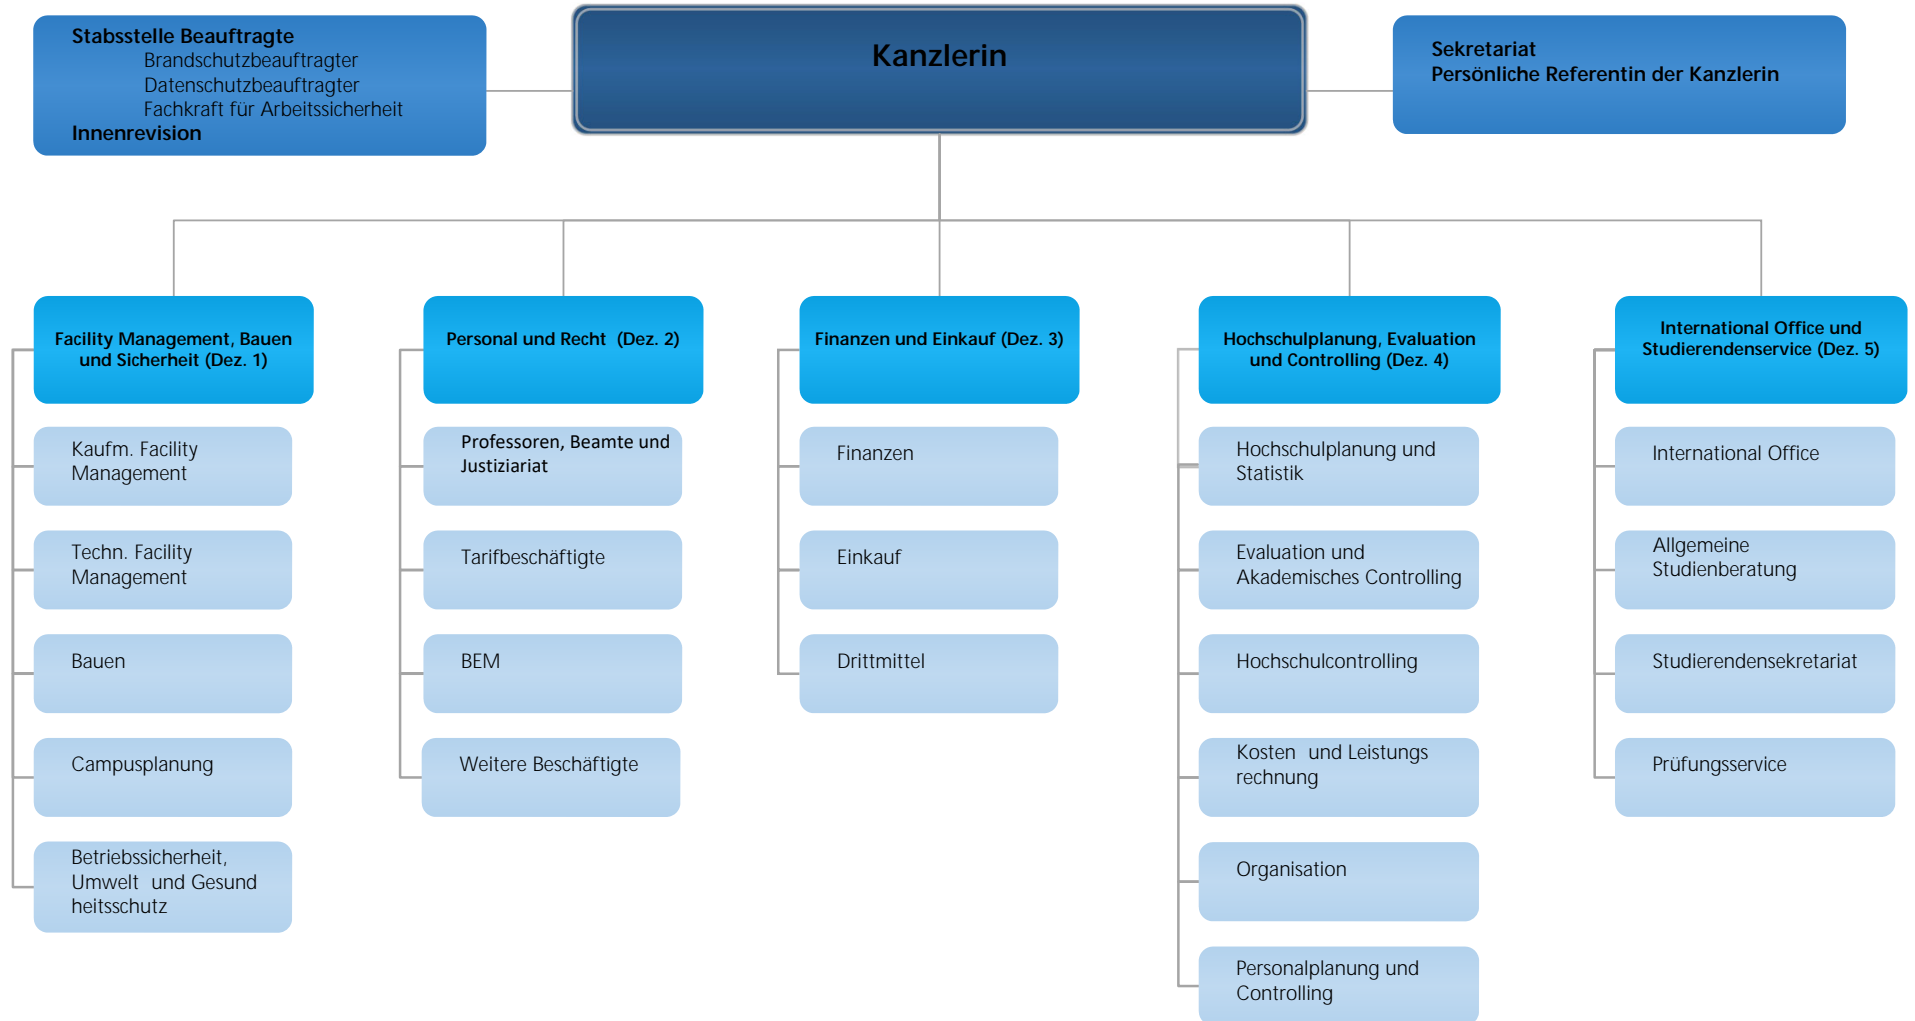 Stabsstelle Beauftragte
Brandschutzbeauftragter
Datenschutzbeauftragter
Fachkraft für Arbeitssicherheit
Innenrevision
Kanzlerin
Sekretariat
Persönliche Referentin der Kanzlerin
Facility Management, Bauen
und Sicherheit (Dez. 1)
Kaufm. Facility
Management
Techn. Facility
Management
Bauen
Campusplanung
Betriebssicherheit,
Umwelt und Gesund
heitsschutz
Personal und Recht (Dez. 2)
Professoren, Beamte und
Justiziariat
Tarifbeschäftigte
BEM
Weitere Beschäftigte
Finanzen und Einkauf (Dez. 3)
Finanzen
Einkauf
Drittmittel
Hochschulplanung, Evaluation
und Controlling (Dez. 4)
Hochschulplanung und
Statistik
Evaluation und
Akademisches Controlling
Hochschulcontrolling
Kosten und Leistungs
rechnung
Organisation
Personalplanung und
Controlling
International Office und
Studierendenservice (Dez. 5)
International Office
Allgemeine
Studienberatung
Studierendensekretariat
Prüfungsservice